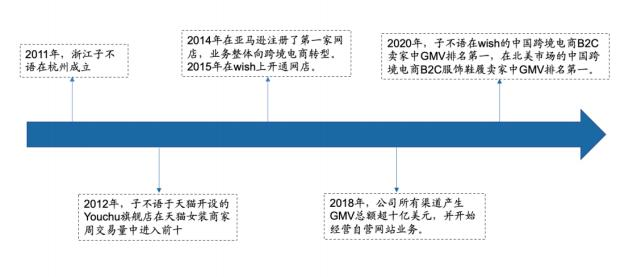 2011年，浙江子不
语在杭州成立
2014年在亚马逊注册了第一家网
店，业务整体向跨境电商转型。
2015年在wish上开通网店。
2020年，子不语在wish的中国跨境电商B2C
卖家中GMV排名第一，在北美市场的中国跨
境电商B2C服饰鞋履卖家中GMV排名第一。
2012年，子不语于天猫开设的
Youchu旗舰店在天猫女装商家
周交易量中进入前十
2018年，公司所有渠道产生
GMV总额超十亿美元，并开始
经营自营网站业务。